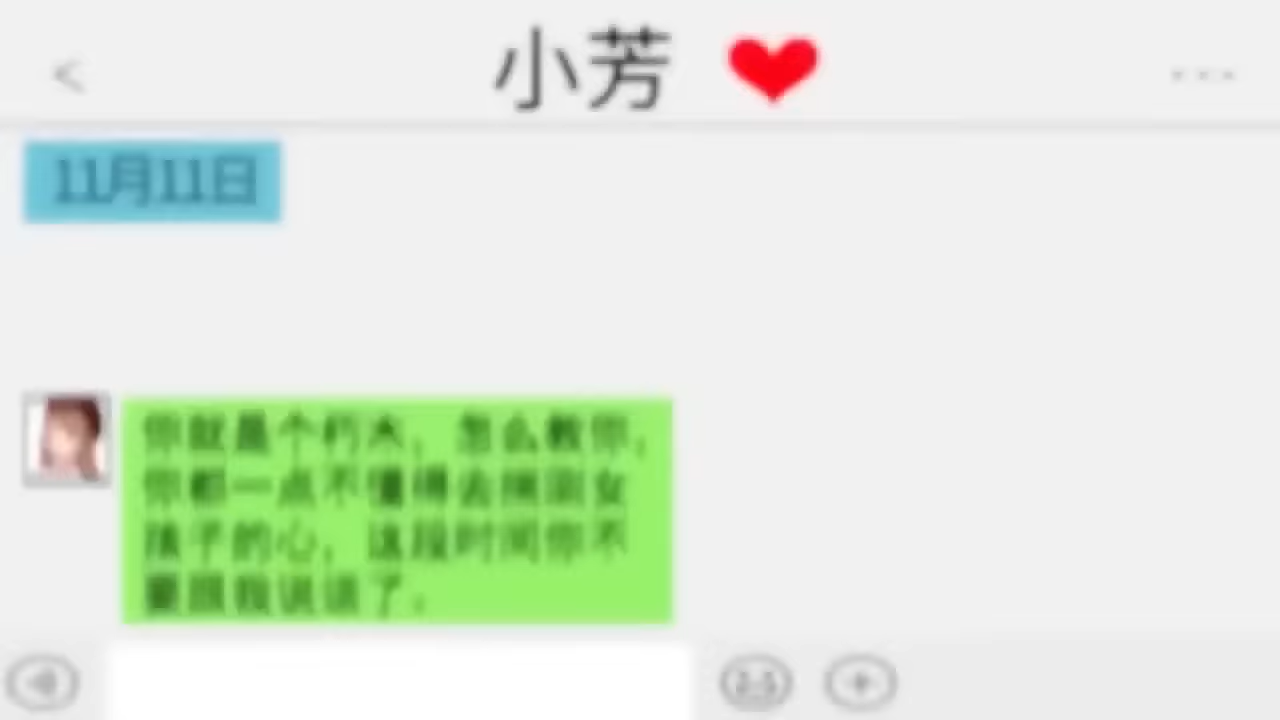 小芳
11月11日
你就是个朽木，怎么教你，
你都一点不懂得去揣测女
孩子的心，这段时间你不
要跟我说话了。